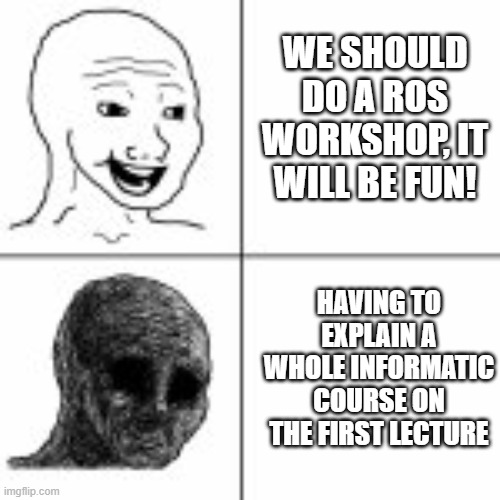 WE SHOULD
DO A ROS
WORKSHOP, IT
WILL BE FUN!
HAVING TO
EXPLAIN A
WHOLE INFORMATIC
COURSE ON
THE FIRST LECTURE
imgflip.com